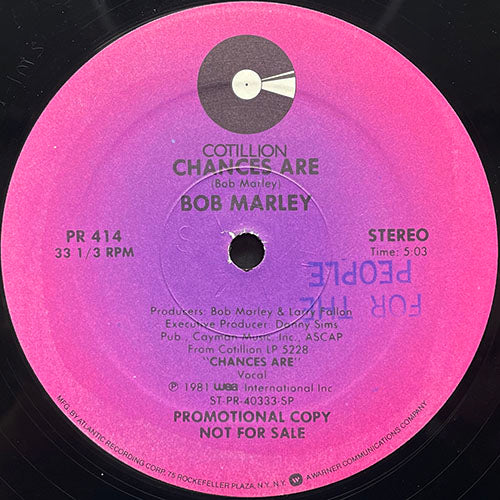 COTILLION
CHANCES ARE
(Bob Marley)
BOB MARLEY
PR 414
33 1/3 RPM
STEREO
Time: 5:03
FOR THE
PEOPLE
Producers: Bob Marley & Larry Fallon
Executive Producer: Danny Sims
Pub., Cayman Music, Inc., ASCAP
From Cotillion LP 5228
"CHANCES ARE"
Vocal
℗ 1981 wea International Inc
ST-PR-40333-SP
PROMOTIONAL COPY
NOT FOR SALE
MFG. BY ATLANTIC RECORDING CORP., 75 ROCKEFELLER PLAZA, N.Y., N.Y. A WARNER COMMUNICATIONS COMPANY